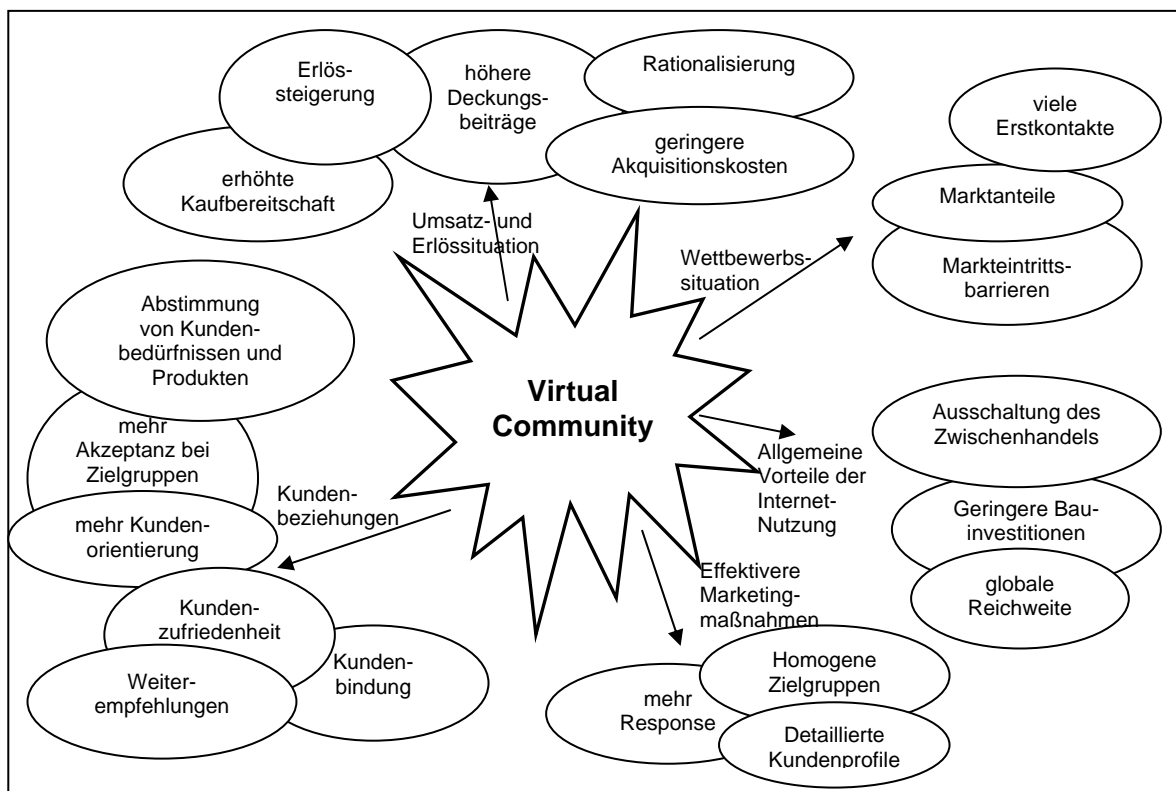 Erlös-
steigerung
höhere
Deckungs-
beiträge
Rationalisierung
geringere
Akquisitionskosten
erhöhte
Kaufbereitschaft
viele
Erstkontakte
Marktanteile
Markteintritts-
barrieren
Umsatz- und
Erlössituation
Wettbewerbs-
situation
Abstimmung
von Kunden-
bedürfnissen und
Produkten
mehr
Akzeptanz bei
Zielgruppen
mehr Kunden-
orientierung
Kunden-
beziehungen
Virtual
Community
Allgemeine
Vorteile der
Internet-
Nutzung
Ausschaltung des
Zwischenhandels
Geringere Bau-
investitionen
globale
Reichweite
Kunden-
zufriedenheit
Kunden-
bindung
Weiter-
empfehlungen
Effektivere
Marketing-
maßnahmen
Homogene
Zielgruppen
mehr
Response
Detaillierte
Kundenprofile